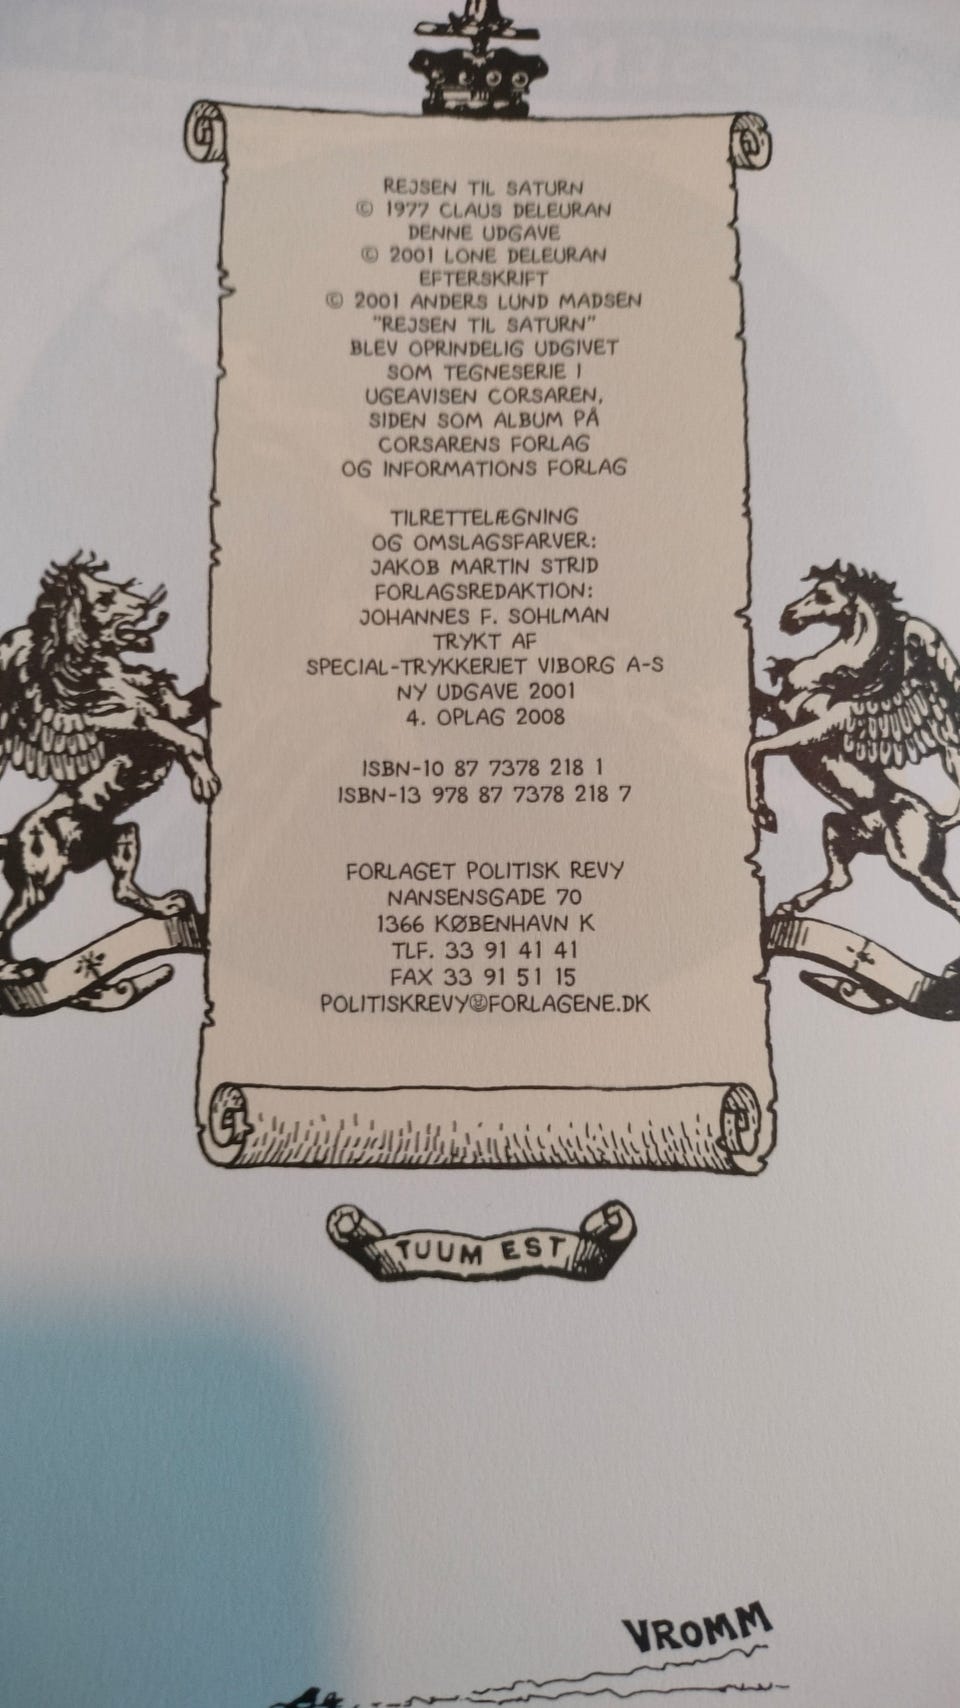 REJSEN TIL SATURN
© 1977 CLAUS DELEURAN
DENNE UDGAVE
© 2001 LONE DELEURAN
EFTERSKRIFT
© 2001 ANDERS LUND MADSEN
"REJSEN TIL SATURN"
BLEV OPRINDELIG UDGIVET
SOM TEGNESERIE I
UGEAVISEN CORSAREN,
SIDEN SOM ALBUM PÅ
CORSARENS FORLAG
OG INFORMATIONS FORLAG
TILRETTELÆGNING
OG OMSLAGSFARVER:
JAKOB MARTIN STRID
FORLAGSREDAKTION:
JOHANNES F. SOHLMAN
TRYKT AF
SPECIAL-TRYKKERIET VIBORG A-S
NY UDGAVE 2001
4. OPLAG 2008
ISBN-10 87 7378 218 1
ISBN-13 978 87 7378 218 7
FORLAGET POLITISK REVY
NANSENSGADE 70
1366 KØBENHAVN K
TLF. 33 91 41 41
FAX 33 91 51 15
POLITISKREVY@FORLAGENE.DK
TUUM EST
VROMM